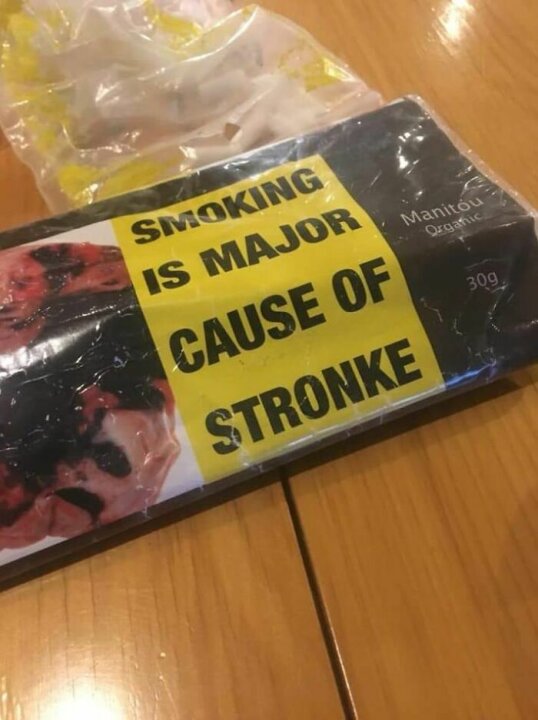 SMOKING
IS MAJOR
CAUSE OF
STRONKE
Manitou
Organic
30g